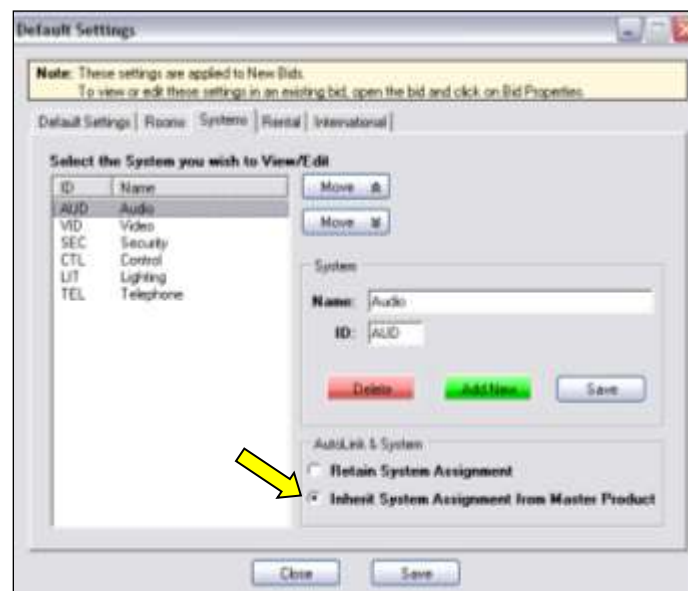 Default Settings
Note: These settings are applied to New Bids.
To view or edit these settings in an existing bid, open the bid and click on Bid Properties.
Default Settings Rooms Systems Rental International
Select the System you wish to View/Edit
ID Name
AUD Audio
VID Video
SEC Security
CTL Control
LIT Lighting
TEL Telephone
Move
Move
System
Name: Audio
ID: AUD
Delete Add New Save
AutoLink & System
Retain System Assignment
Inherit System Assignment from Master Product
Close Save